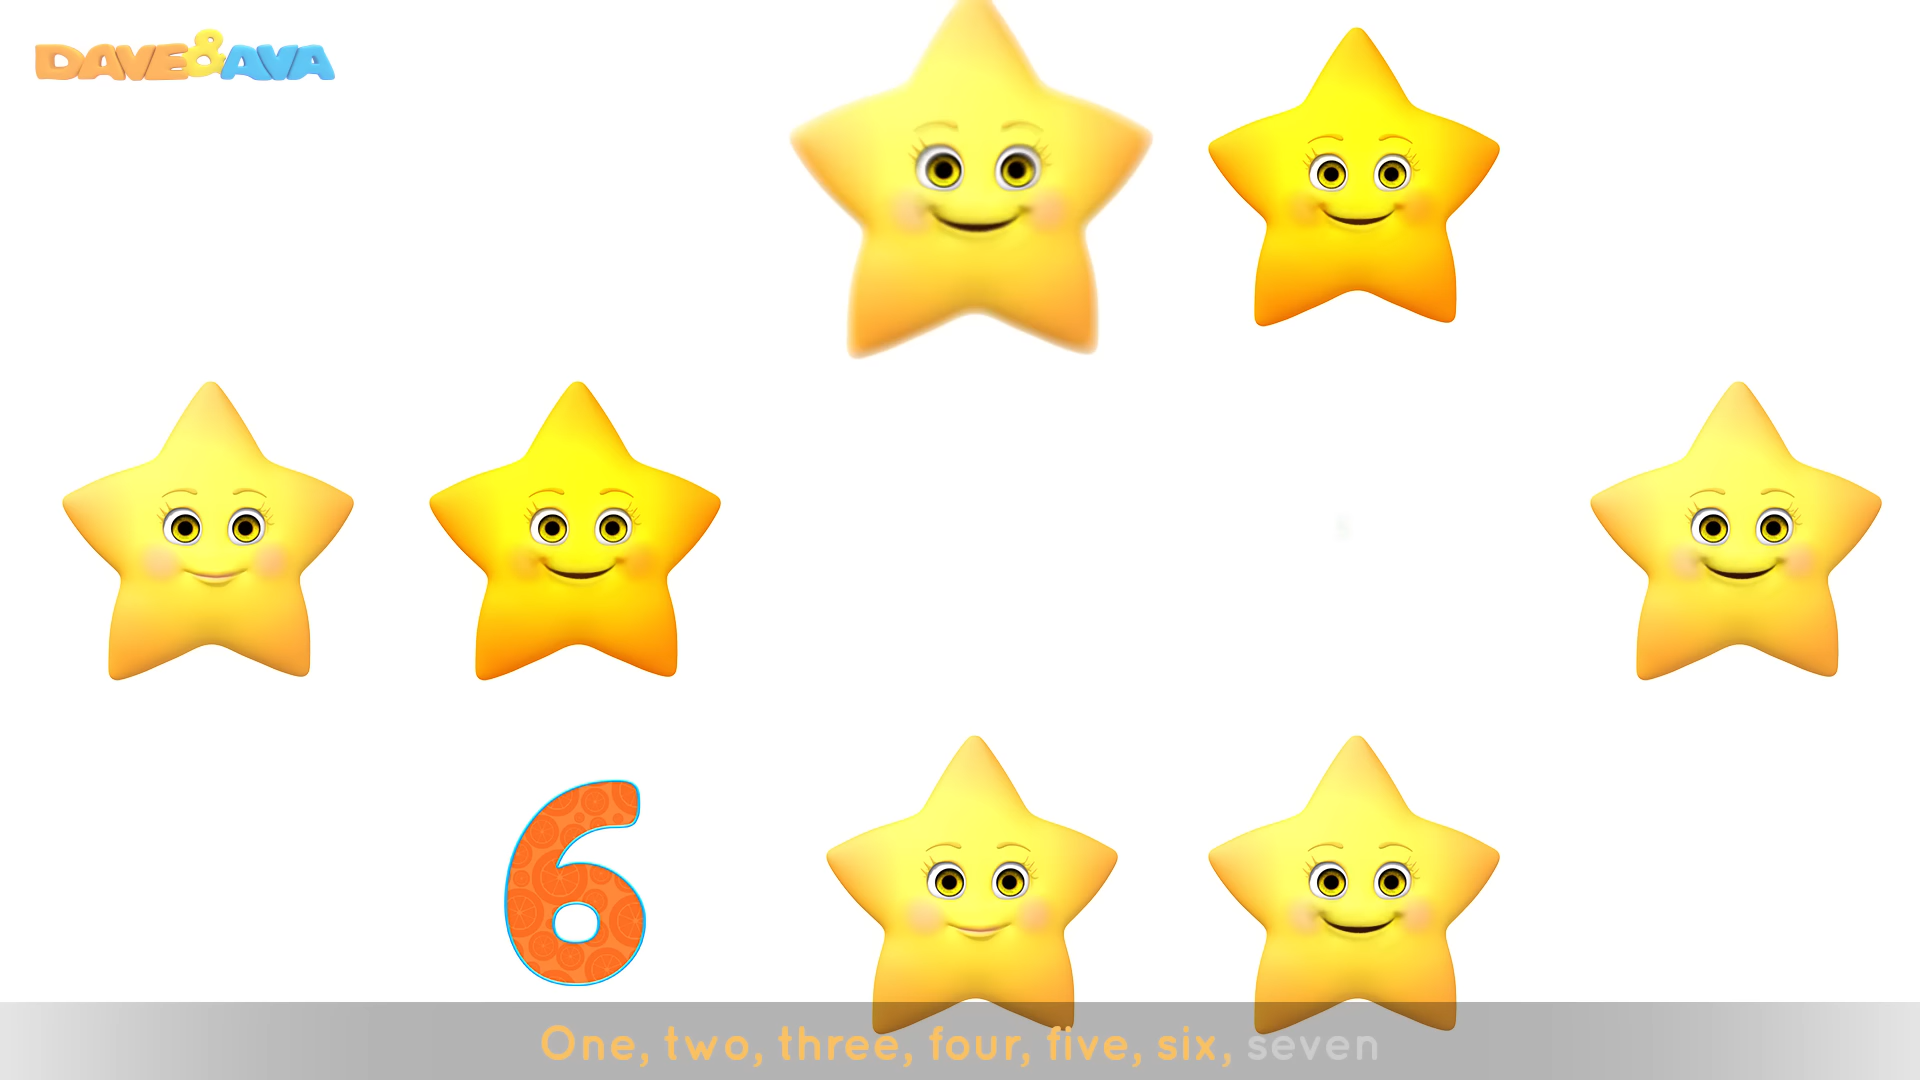 DAVE & AVA
6
One, two, three, four, five, six, seven